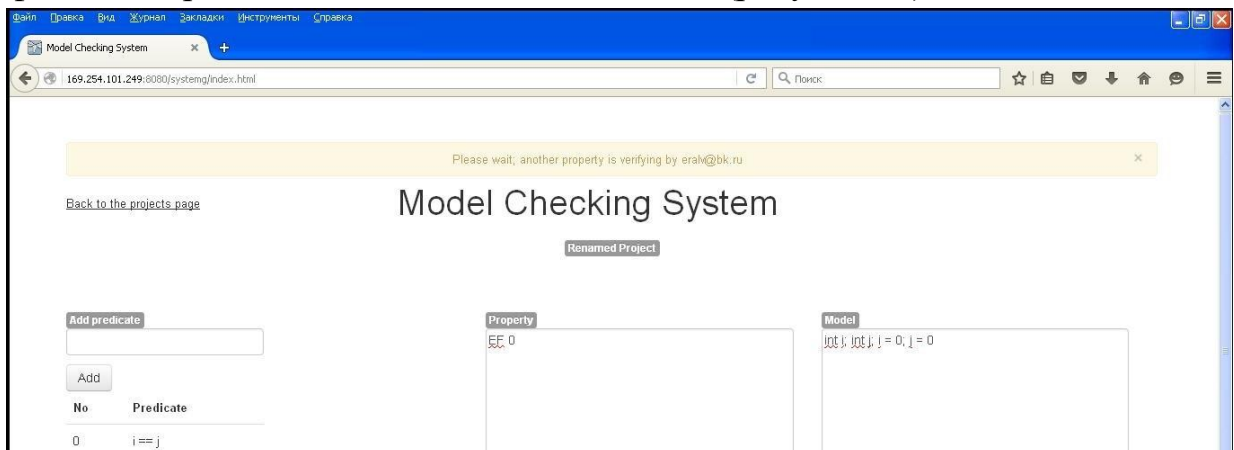 Файл Правка Вид Журнал Закладки Инструменты Справка
Model Checking System
169.254.101.249:8080/systemg/index.html
Поиск
Please wait; another property is verifying by eralv@bk.ru
Back to the projects page
Model Checking System
Renamed Project
Add predicate
Property
Model
EF 0
int i; int j; i = 0; j = 0
Add
No Predicate
0 i == j